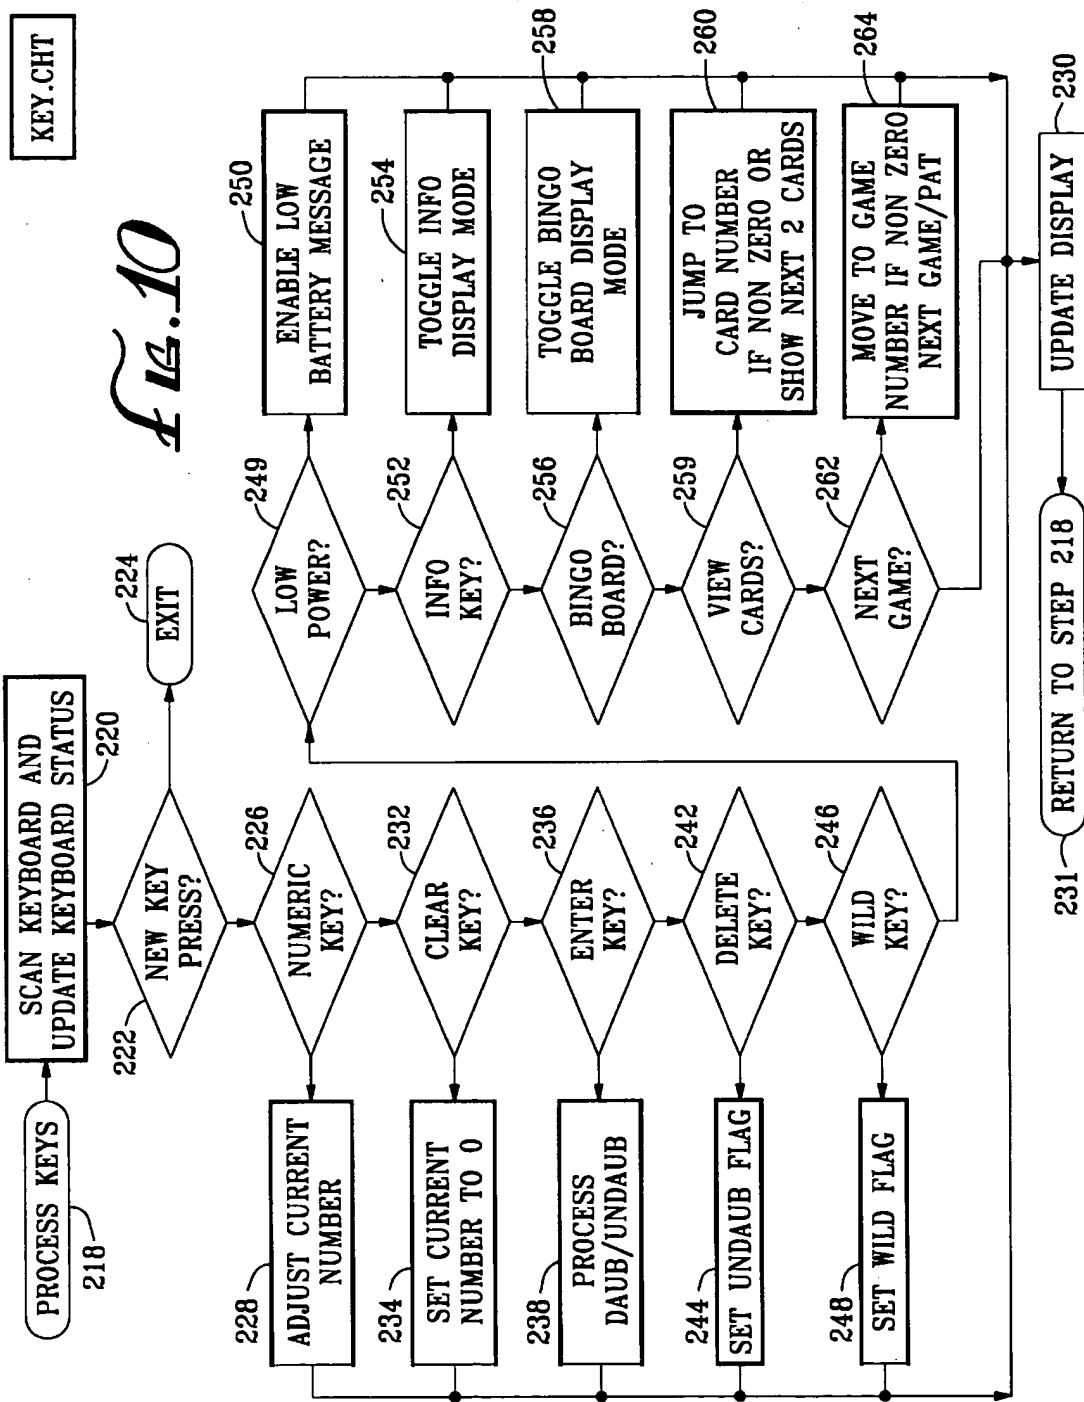 KEY.CHT
FIG.10
PROCESS KEYS
218
SCAN KEYBOARD AND
UPDATE KEYBOARD STATUS
220
NEW KEY
PRESS?
222
EXIT
224
NUMERIC
KEY?
226
ADJUST CURRENT
NUMBER
228
CLEAR
KEY?
232
SET CURRENT
NUMBER TO 0
234
ENTER
KEY?
236
PROCESS
DAUB/UNDAUB
238
DELETE
KEY?
242
SET UNDAUB FLAG
244
WILD
KEY?
246
SET WILD FLAG
248
LOW
POWER?
249
ENABLE LOW
BATTERY MESSAGE
250
INFO
KEY?
252
TOGGLE INFO
DISPLAY MODE
254
BINGO
BOARD?
256
TOGGLE BINGO
BOARD DISPLAY
MODE
258
VIEW
CARDS?
259
JUMP TO
CARD NUMBER
IF NON ZERO OR
SHOW NEXT 2 CARDS
260
NEXT
GAME?
262
MOVE TO GAME
NUMBER IF NON ZERO
NEXT GAME/PAT
264
UPDATE DISPLAY
230
RETURN TO STEP 218
231